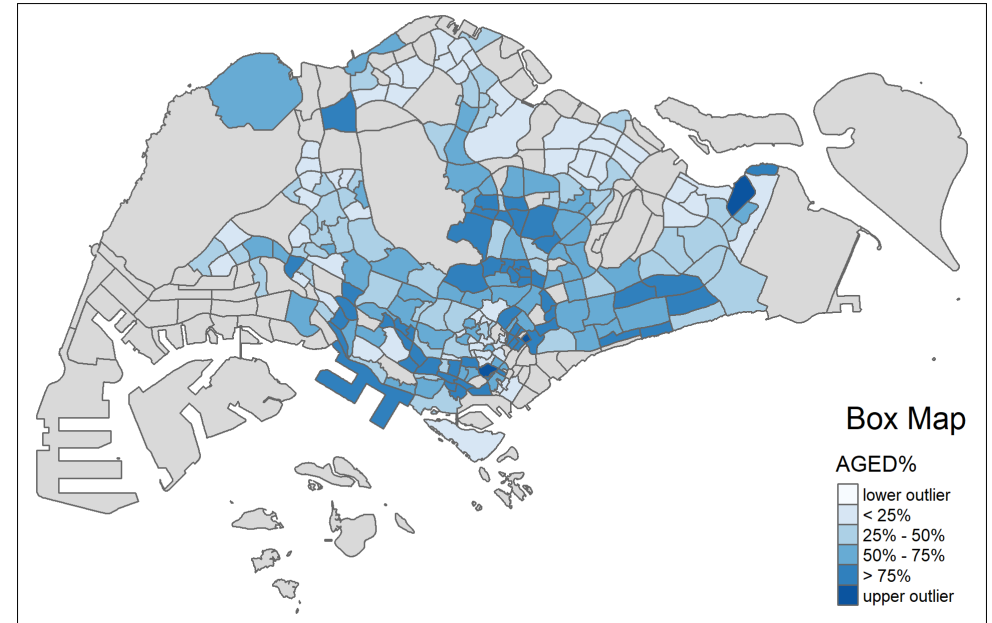 Box Map
AGED%
lower outlier
< 25%
25% - 50%
50% - 75%
> 75%
upper outlier